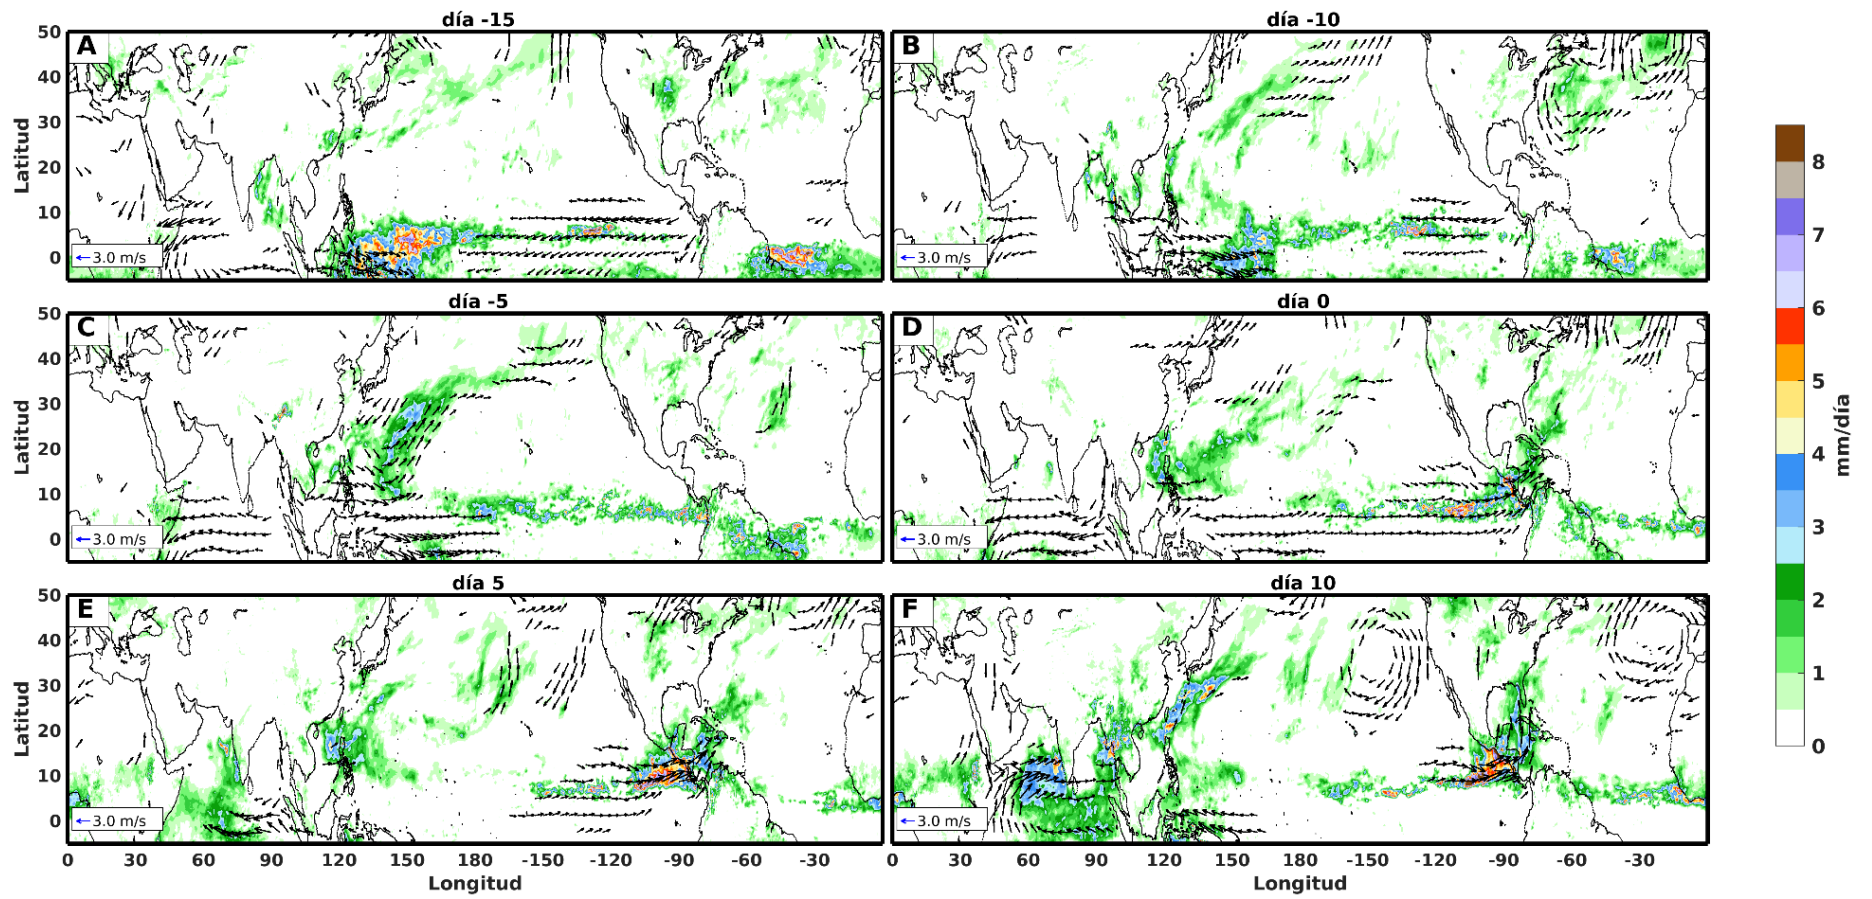 día -15
día -10
50
A
B
40
30
20
10
0
Latitud
3.0 m/s
3.0 m/s
día -5
día 0
50
C
D
40
30
20
10
0
Latitud
3.0 m/s
3.0 m/s
día 5
día 10
50
E
F
40
30
20
10
0
Latitud
3.0 m/s
3.0 m/s
0 30 60 90 120 150 180 -150 -120 -90 -60 -30
0 30 60 90 120 150 180 -150 -120 -90 -60 -30
Longitud
Longitud
8
7
6
5
4
3
2
1
0
mm/día